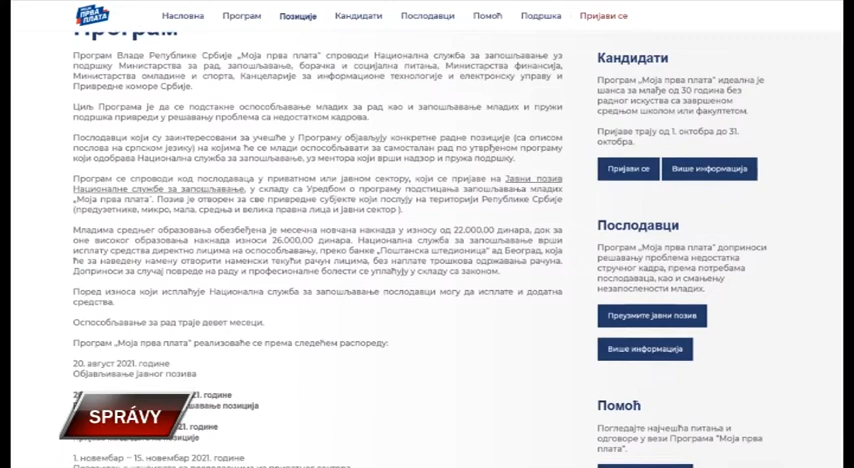 МОЈА
ПРВА
ПЛАТА
Насловна
Програм
Позиције
Кандидати
Послодавци
Помоћ
Подршка
Пријави се
Програм
Програм Владе Републике Србије „Моја прва плата“ спроводи Национална служба за запошљавање уз
подршку Министарства за рад, запошљавање, борачка и социјална питања, Министарства финансија,
Министарства омладине и спорта, Канцеларије за информационе технологије и електронску управу и
Привредне коморе Србије.
Циљ Програма је да се подстакне оспособљавање младих за рад као и запошљавање младих и пружи
подршка привреди у решавању проблема са недостатком кадрова.
Послодавци који су заинтересовани за учешће у Програму објављују конкретне радне позиције (са описом
послова на српском језику) на којима ће се млади оспособљавати за самосталан рад по утврђеном програму
који одобрава Национална служба за запошљавање, уз ментора који врши надзор и пружа подршку.
Програм се спроводи код послодаваца у приватном или јавном сектору, који се пријаве на Јавни позив
Националне службе за запошљавање, у складу са Уредбом о програму подстицања запошљавања младих
„Моја прва плата“. Позив је отворен за све привредне субјекте који послују на територији Републике Србије
(предузетнике, микро, мала, средња и велика правна лица и јавни сектор ).
Младима средњег образовања обезбеђена је месечна новчана накнада у износу од 22.000,00 динара, док за
оне високог образовања накнада износи 26.000,00 динара. Национална служба за запошљавање врши
исплату средстава директно лицима на оспособљавању, преко банке „Поштанска штедионица“ ад Београд, која
ће за наведену намену отворити наменски текући рачун лицима, без наплате трошкова одржавања рачуна.
Доприноси за случај повреде на раду и професионалне болести се уплаћују у складу са законом.
Поред износа који исплаћује Национална служба за запошљавање послодавци могу да исплате и додатна
средства.
Оспособљавање за рад траје девет месеци.
Програм „Моја прва плата“ реализоваће се према следећем распореду:
20. август 2021. године
Објављивање јавног позива
21. године
позиција
21. године
позиције
1. новембар – 15. новембар 2021. године
SPRÁVY
Кандидати
Програм „Моја прва плата“ идеална је
шанса за млађе од 30 година без
радног искуства са завршеном
средњом школом или факултетом.
Пријаве трају од 1. октобра до 31.
октобра.
Пријави се
Више информација
Послодавци
Програм „Моја прва плата“ доприноси
решавању проблема недостатка
стручног кадра, према потребама
послодаваца, као и смањењу
незапослености младих.
Преузмите јавни позив
Више информација
Помоћ
Погледајте најчешћа питања и
одговоре у вези Програма "Моја прва
плата".